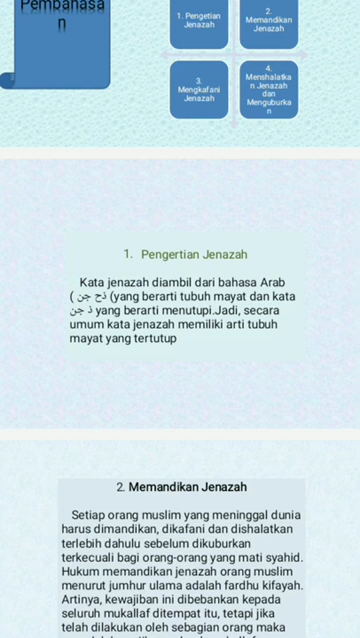 Pembahasa
n
1. Pengetian
Jenazah
2.
Memandikan
Jenazah
3.
Mengkafani
Jenazah
4.
Menshalatka
n Jenazah
dan
Menguburka
n
1. Pengertian Jenazah
Kata jenazah diambil dari bahasa Arab
( ذح جن (yang berarti tubuh mayat dan kata
ذ جن yang berarti menutupi.Jadi, secara
umum kata jenazah memiliki arti tubuh
mayat yang tertutup
2. Memandikan Jenazah
Setiap orang muslim yang meninggal dunia
harus dimandikan, dikafani dan dishalatkan
terlebih dahulu sebelum dikuburkan
terkecuali bagi orang-orang yang mati syahid.
Hukum memandikan jenazah orang muslim
menurut jumhur ulama adalah fardhu kifayah.
Artinya, kewajiban ini dibebankan kepada
seluruh mukallaf ditempat itu, tetapi jika
telah dilakukan oleh sebagian orang maka